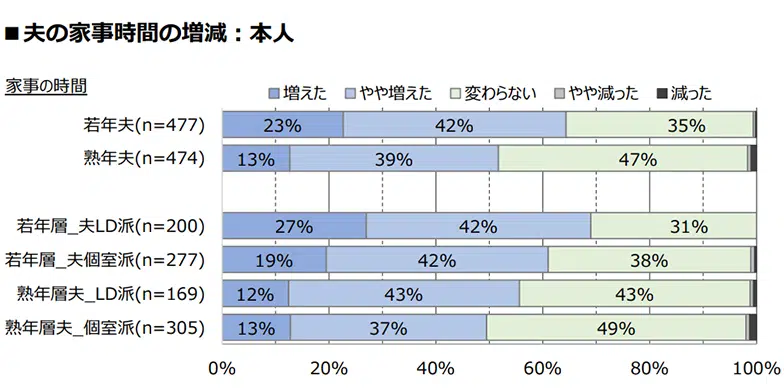 ■夫の家事時間の増減：本人
家事の時間
■増えた ■やや増えた □変わらない ■やや減った ■減った
若年夫(n=477) 23% 42% 35%
熟年夫(n=474) 13% 39% 47%
若年層_夫LD派(n=200) 27% 42% 31%
若年層_夫個室派(n=277) 19% 42% 38%
熟年層夫_LD派(n=169) 12% 43% 43%
熟年層夫_個室派(n=305) 13% 37% 49%
0% 20% 40% 60% 80% 100%